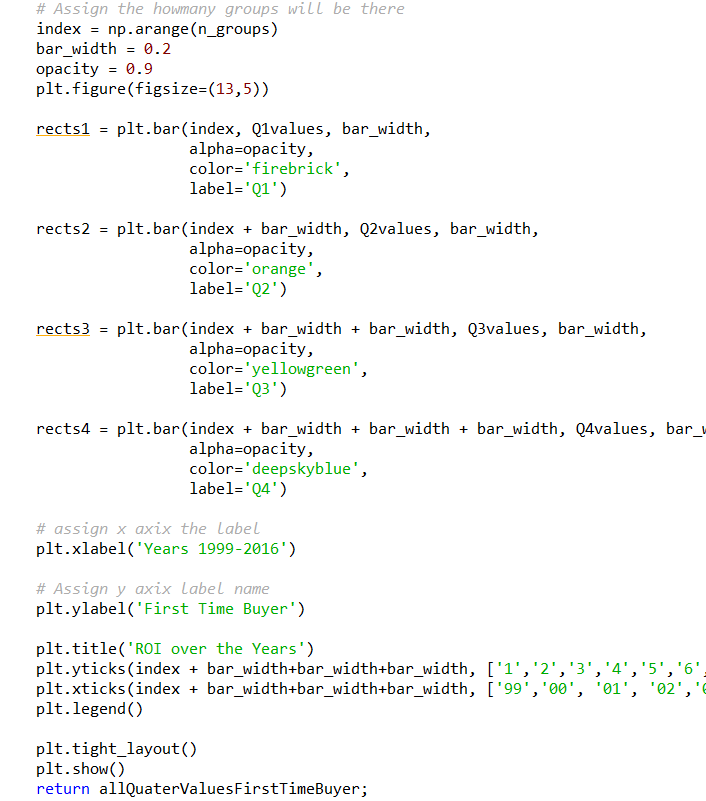 # Assign the howmany groups will be there
index = np.arange(n_groups)
bar_width = 0.2
opacity = 0.9
plt.figure(figsize=(13,5))
rects1 = plt.bar(index, Q1values, bar_width,
alpha=opacity,
color='firebrick',
label='Q1')
rects2 = plt.bar(index + bar_width, Q2values, bar_width,
alpha=opacity,
color='orange',
label='Q2')
rects3 = plt.bar(index + bar_width + bar_width, Q3values, bar_width,
alpha=opacity,
color='yellowgreen',
label='Q3')
rects4 = plt.bar(index + bar_width + bar_width + bar_width, Q4values, bar_
alpha=opacity,
color='deepskyblue',
label='Q4')
# assign x axix the label
plt.xlabel('Years 1999-2016')
# Assign y axix label name
plt.ylabel('First Time Buyer')
plt.title('ROI over the Years')
plt.yticks(index + bar_width+bar_width+bar_width, ['1','2','3','4','5','6',
plt.xticks(index + bar_width+bar_width+bar_width, ['99','00', '01', '02','
plt.legend()
plt.tight_layout()
plt.show()
return allQuaterValuesFirstTimeBuyer;